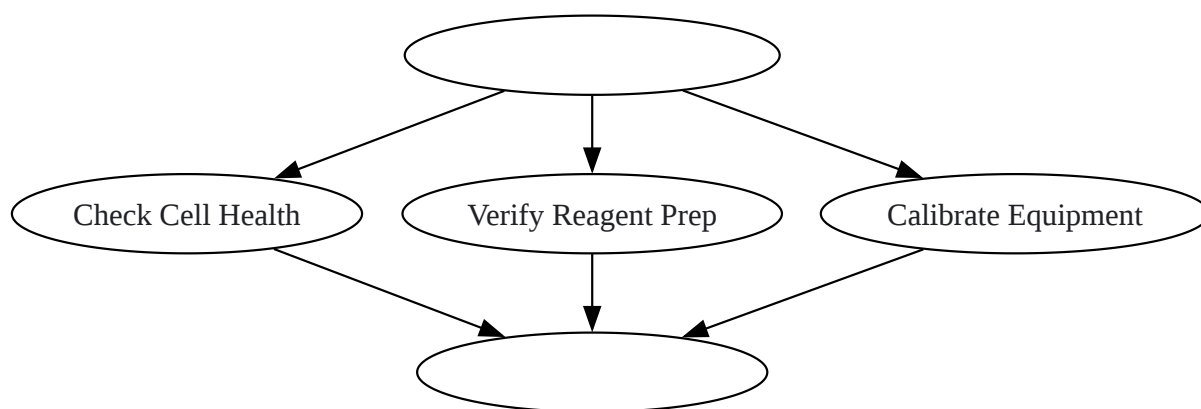 Check Cell Health
Verify Reagent Prep
Calibrate Equipment